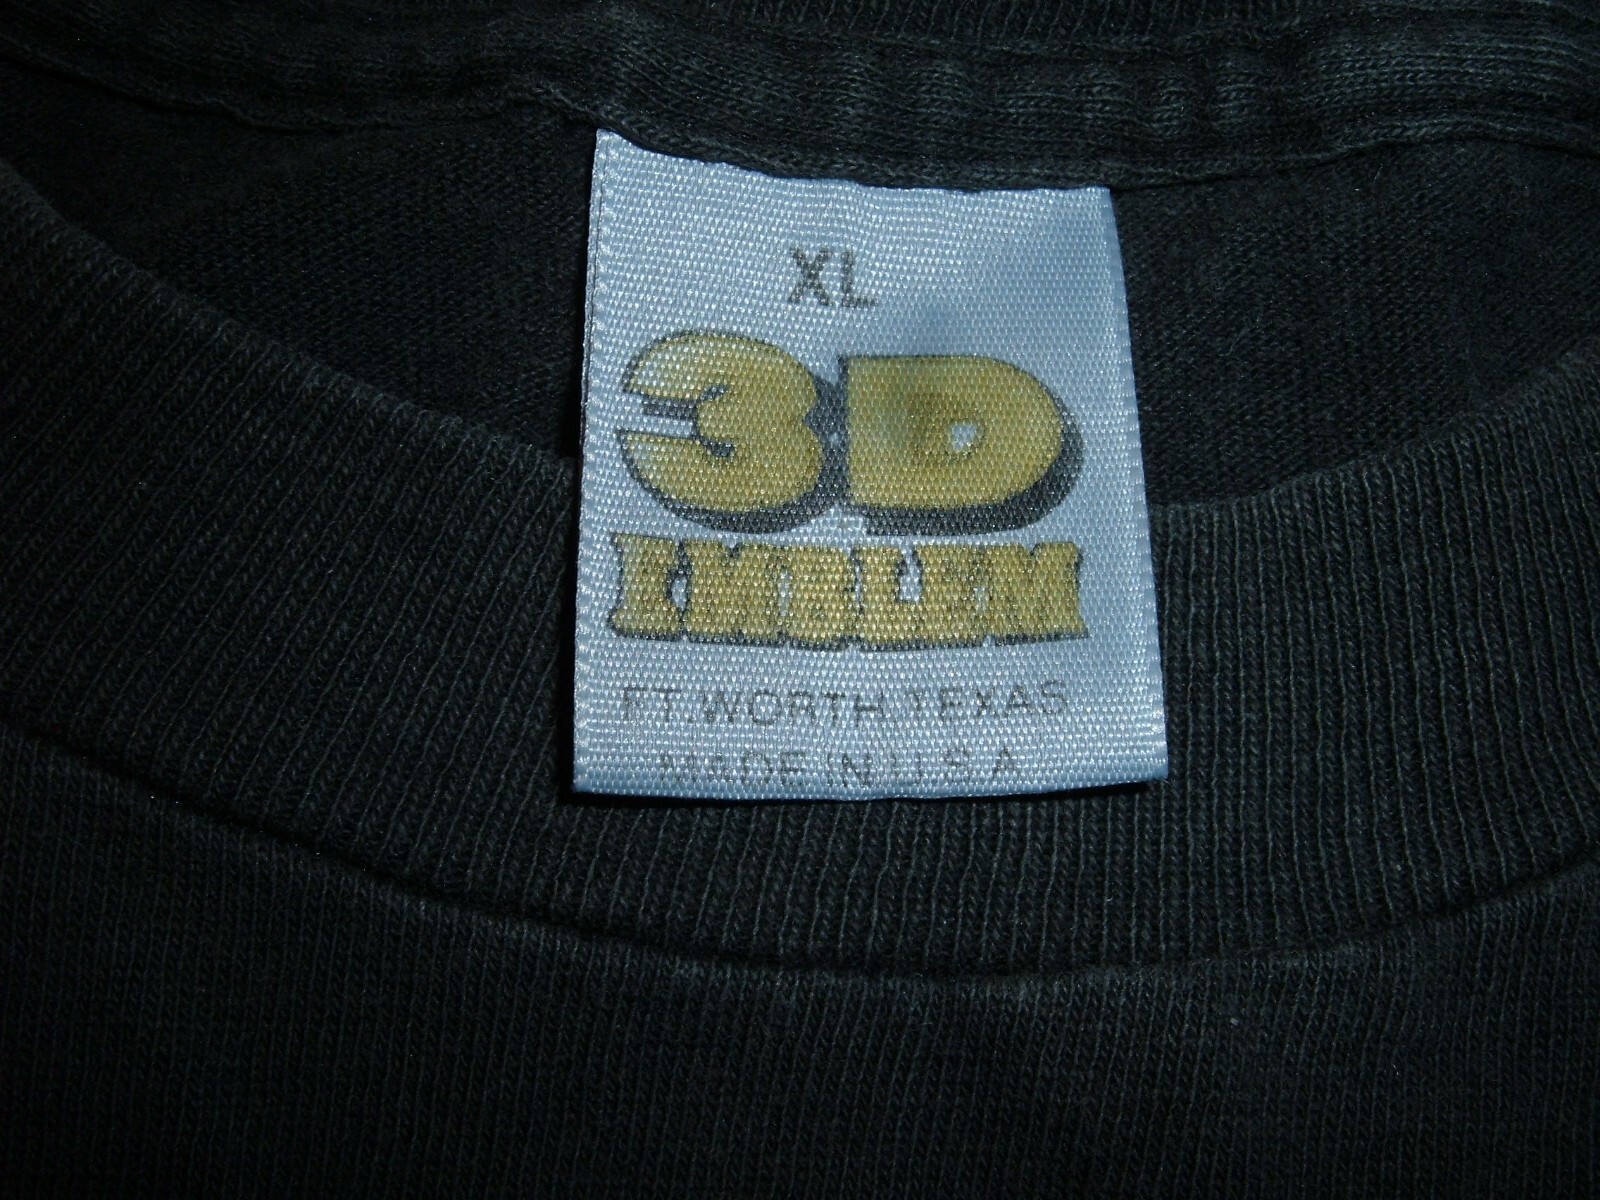 XL
3D
EMBLEM
FT. WORTH, TEXAS
MADE IN U.S.A.